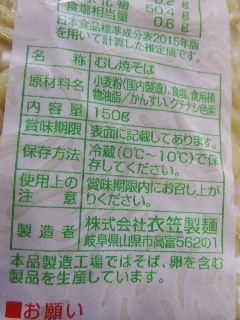 食塩相当量 0.6g
日本食品標準成分表2015年版
を用いて計算した推定値です。
名称 むし焼そば
原材料名 小麦粉(国内製造)、食塩、食用植
物油脂/かんすい、クチナシ色素
内容量 150g
賞味期限 表面に記載してあります。
保存方法 冷蔵(0℃~10℃)で保
存してください。
使用上の 賞味期限内にお召し上が
注意 りください。
製造者 株式会社衣笠製麺
岐阜県山県市高富562の1
本品製造工場ではそば、卵を含む
製品を生産しています。
■お願い